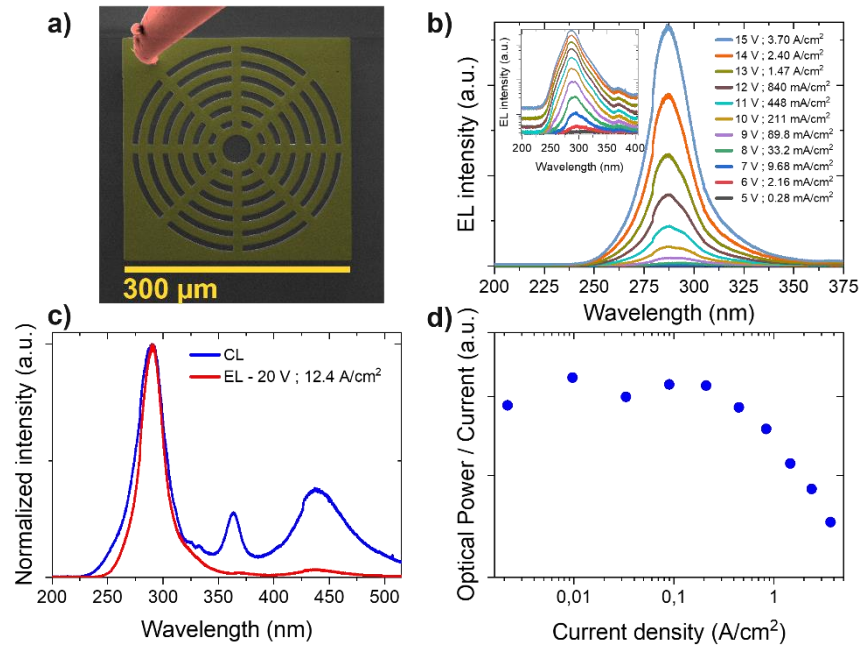 a)
300 µm
b)
EL intensity (a.u.)
15 V ; 3.70 A/cm²
14 V ; 2.40 A/cm²
13 V ; 1.47 A/cm²
12 V ; 840 mA/cm²
11 V ; 448 mA/cm²
10 V ; 211 mA/cm²
9 V ; 89.8 mA/cm²
8 V ; 33.2 mA/cm²
7 V ; 9.68 mA/cm²
6 V ; 2.16 mA/cm²
5 V ; 0.28 mA/cm²
EL intensity (a.u.)
200 250 300 350 400
Wavelength (nm)
200 225 250 275 300 325 350 375
Wavelength (nm)
c)
Normalized intensity (a.u.)
CL
EL - 20 V ; 12.4 A/cm²
200 250 300 350 400 450 500
Wavelength (nm)
d)
Optical Power / Current (a.u.)
0,01 0,1 1
Current density (A/cm²)